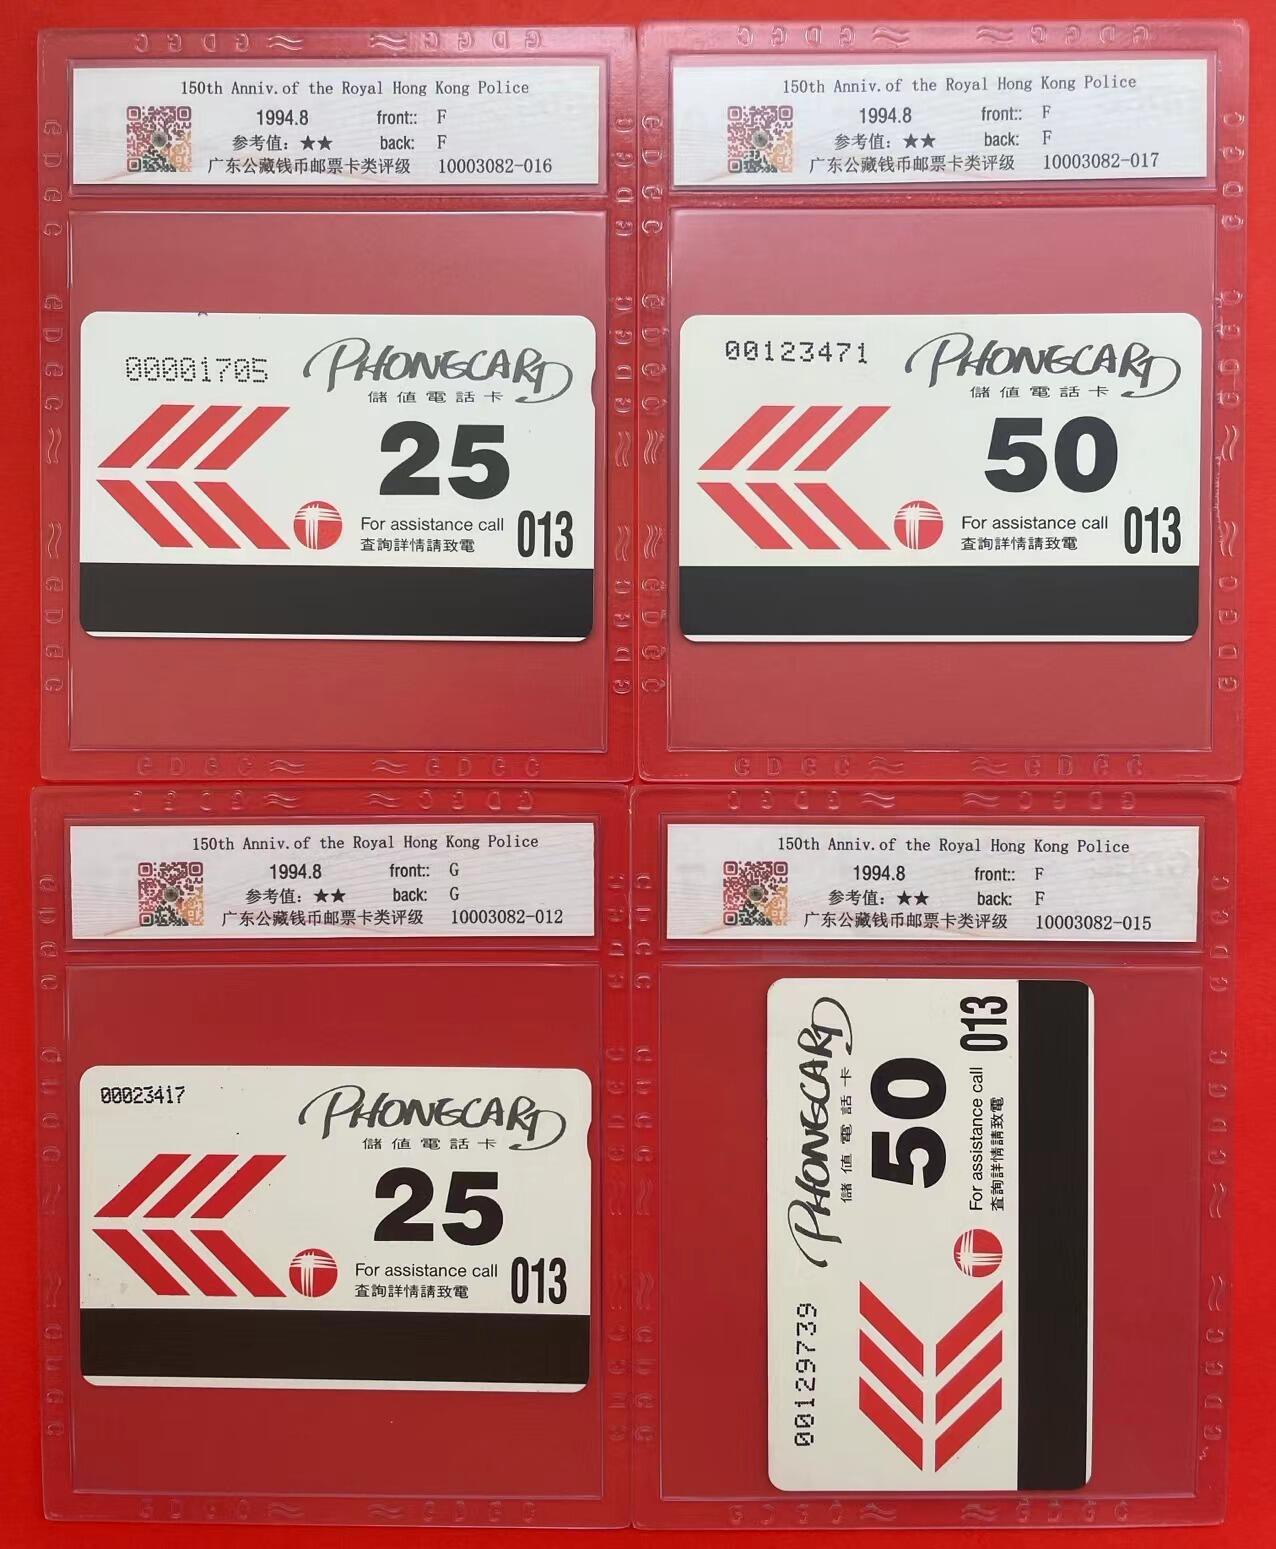 150th Anniv.of the Royal Hong Kong Police
1994.8 front:: F
参考值：★★ back: F
广东公藏钱币邮票卡类评级 10003082-016
00001705
PHONECARD
儲值電話卡
25
For assistance call
查詢詳情請致電
013
150th Anniv.of the Royal Hong Kong Police
1994.8 front:: F
参考值：★★ back: F
广东公藏钱币邮票卡类评级 10003082-017
00123471
PHONECARD
儲值電話卡
50
For assistance call
查詢詳情請致電
013
150th Anniv.of the Royal Hong Kong Police
1994.8 front:: G
参考值：★★ back: G
广东公藏钱币邮票卡类评级 10003082-012
00023417
PHONECARD
儲值電話卡
25
For assistance call
查詢詳情請致電
013
150th Anniv.of the Royal Hong Kong Police
1994.8 front:: F
参考值：★★ back: F
广东公藏钱币邮票卡类评级 10003082-015
00129739
PHONECARD
儲值電話卡
50
For assistance call
查詢詳情請致電
013